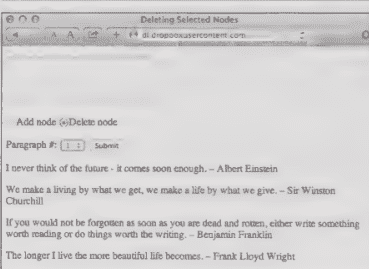 Deleting Selected Nodes
A A + dl.dropboxusercontent.com
Add node Delete node
Paragraph #: 1 Submit
I never think of the future - it comes soon enough. – Albert Einstein
We make a living by what we get, we make a life by what we give. – Sir Winston
Churchill
If you would not be forgotten as soon as you are dead and rotten, either write something
worth reading or do things worth the writing. – Benjamin Franklin
The longer I live the more beautiful life becomes. – Frank Lloyd Wright